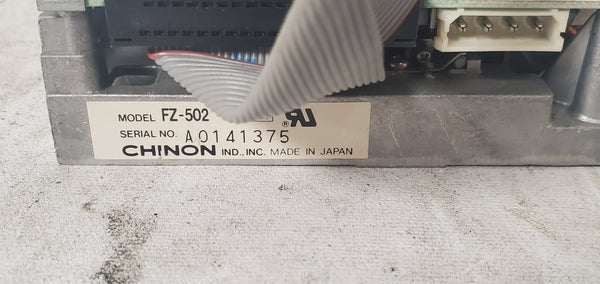 MODEL FZ-502
SERIAL NO. A0141375
CHINON IND., INC. MADE IN JAPAN